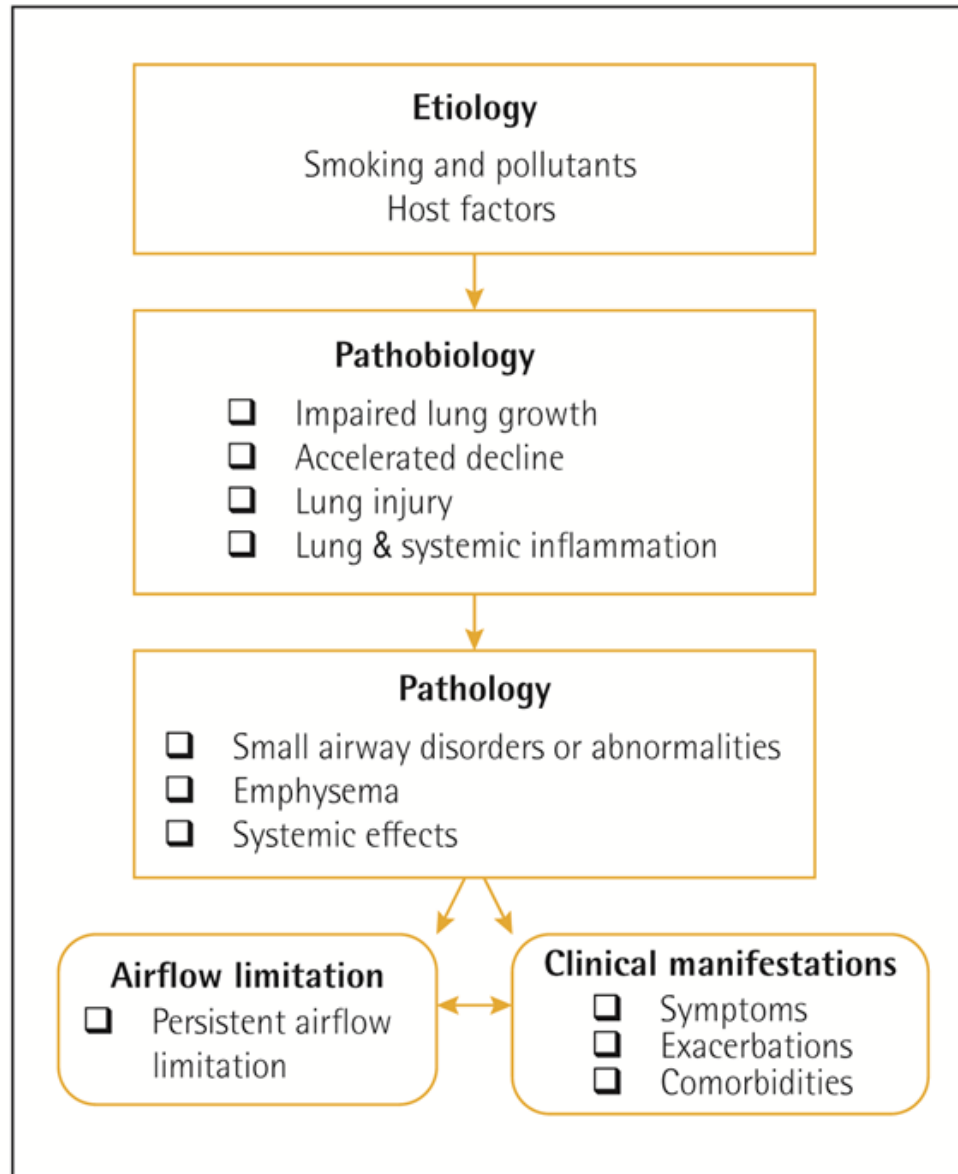 Etiology
Smoking and pollutants
Host factors
Pathobiology
❑ Impaired lung growth
❑ Accelerated decline
❑ Lung injury
❑ Lung & systemic inflammation
Pathology
❑ Small airway disorders or abnormalities
❑ Emphysema
❑ Systemic effects
Airflow limitation
❑ Persistent airflow
limitation
Clinical manifestations
❑ Symptoms
❑ Exacerbations
❑ Comorbidities